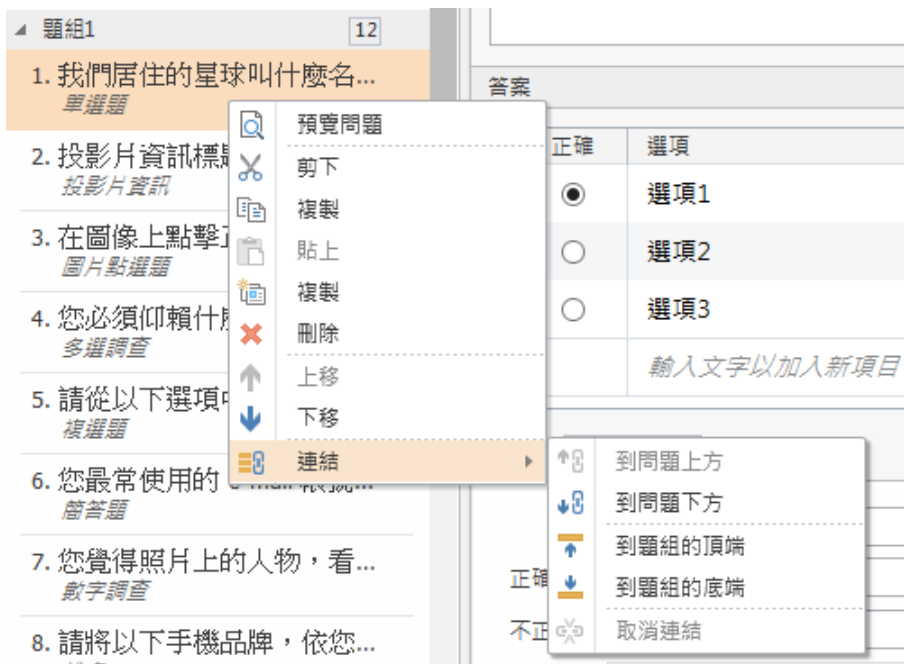 題組1
12
1. 我們居住的星球叫什麼名...
單選題
2. 投影片資訊標
投影片資訊
3. 在圖像上點擊
圖片點選題
4. 您必須仰賴什
多選調查
5. 請從以下選項
複選題
6. 您最常使用的
簡答題
7. 您覺得照片上的人物，看...
數字調查
8. 請將以下手機品牌，依您...
預覽問題
剪下
複製
貼上
複製
刪除
上移
下移
連結
答案
正確
選項
選項1
選項2
選項3
輸入文字以加入新項目
到問題上方
到問題下方
到題組的頂端
到題組的底端
取消連結
正確
不正